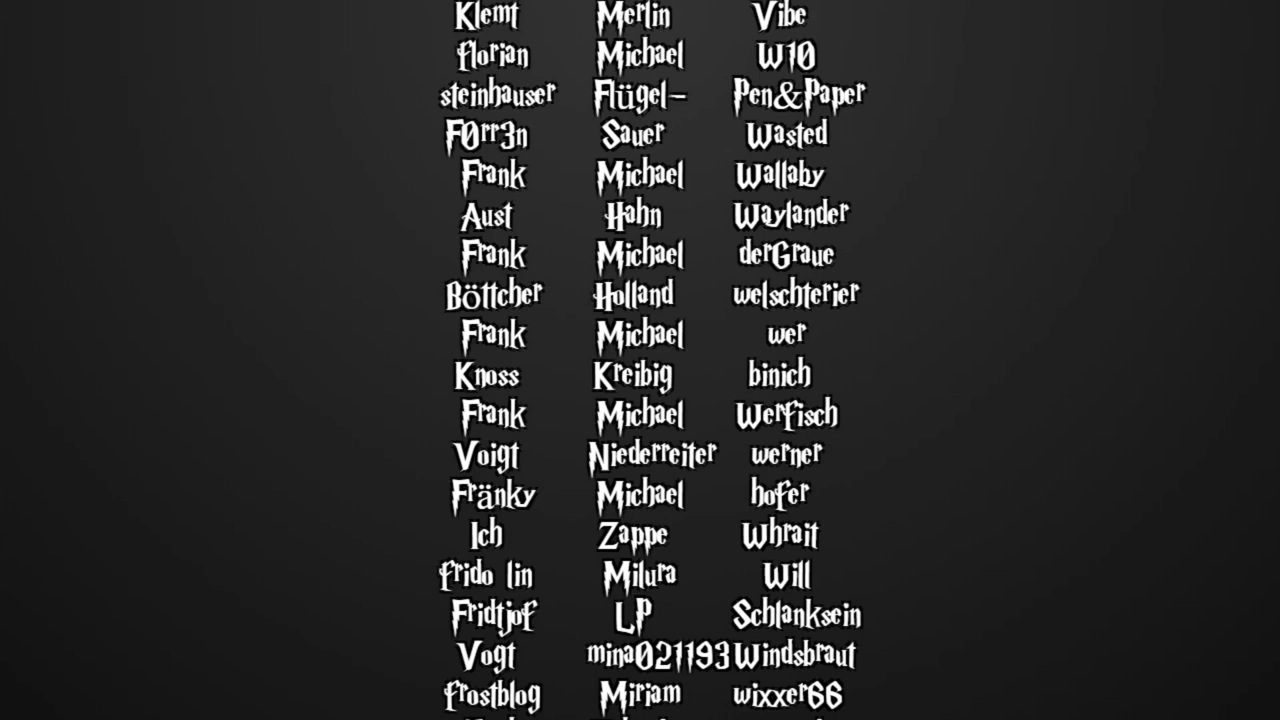 Klemt Merlin Vibe
florian Michael W10
steinhauser Flügel- Pen&Paper
F0rr3n Sauer Wasted
Frank Michael Wallaby
Aust Hahn Waylander
Frank Michael derGraue
Böttcher Holland welschterier
Frank Michael wer
Knoss Kreibig binich
Frank Michael Werfisch
Voigt Niederreiter werner
Fränky Michael hofer
Ich Zappe Whrait
frido lin Milura Will
Fridtjof LP Schlanksein
Vogt mina021193 Windsbraut
frostblog Miriam wixxer66